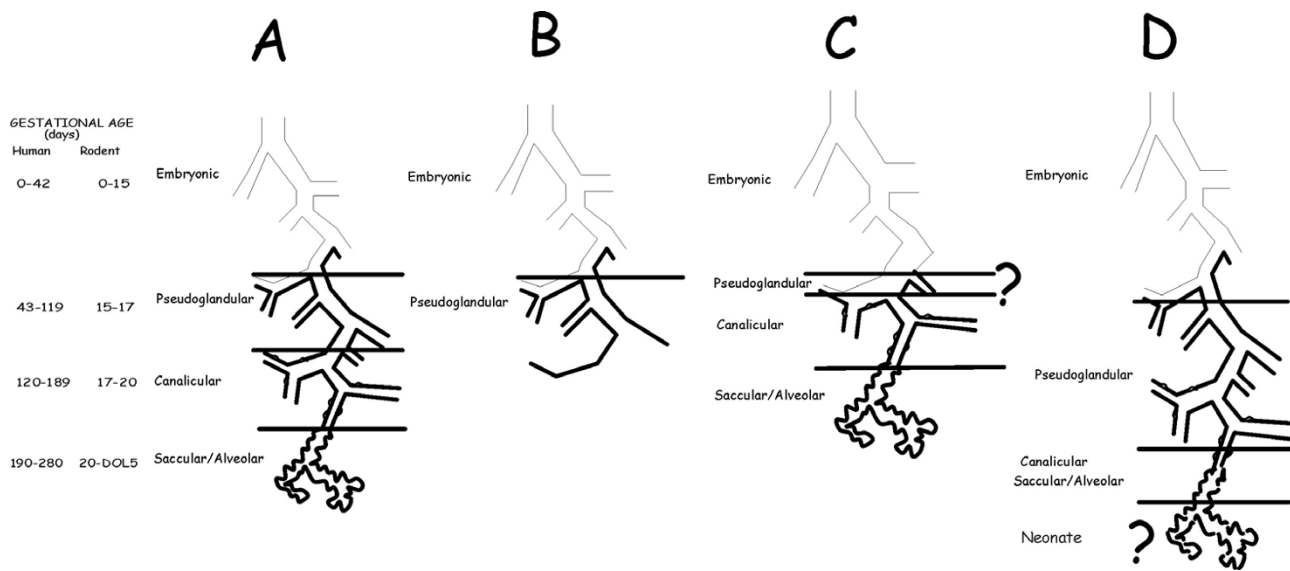 A B C D
GESTATIONAL AGE
(days)
Human Rodent
0-42 0-15 Embryonic Embryonic Embryonic Embryonic
Pseudoglandular ?
43-119 15-17 Pseudoglandular Pseudoglandular
Canalicular
120-189 17-20 Canalicular Pseudoglandular
Saccular/Alveolar
190-280 20-DOL5 Saccular/Alveolar Canalicular
Saccular/Alveolar
Neonate ?